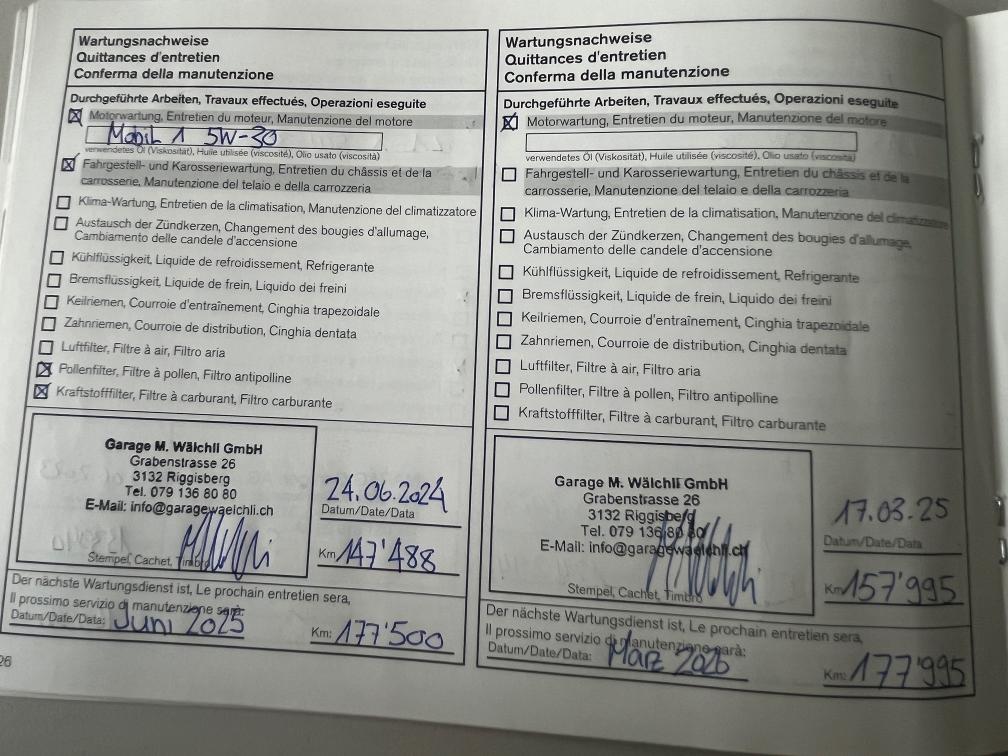 Wartungsnachweise
Quittances d'entretien
Conferma della manutenzione
Durchgeführte Arbeiten, Travaux effectués, Operazioni eseguite
Motorwartung, Entretien du moteur, Manutenzione del motore
Mobil 1 5W-30
verwendetes Öl (Viskosität), Huile utilisée (viscosité), Olio usato (viscosità)
Fahrgestell- und Karosseriewartung, Entretien du châssis et de la
carrosserie, Manutenzione del telaio e della carrozzeria
Klima-Wartung, Entretien de la climatisation, Manutenzione del climatizzatore
Austausch der Zündkerzen, Changement des bougies d'allumage,
Cambiamento delle candele d'accensione
Kühlflüssigkeit, Liquide de refroidissement, Refrigerante
Bremsflüssigkeit, Liquide de frein, Liquido dei freini
Keilriemen, Courroie d'entraînement, Cinghia trapezoidale
Zahnriemen, Courroie de distribution, Cinghia dentata
Luftfilter, Filtre à air, Filtro aria
Pollenfilter, Filtre à pollen, Filtro antipolline
Kraftstofffilter, Filtre à carburant, Filtro carburante
Garage M. Wälchli GmbH
Grabenstrasse 26
3132 Riggisberg
Tel. 079 136 80 80
E-Mail: info@garagewaelchli.ch
Stempel, Cachet, Timbro
24.06.2024
Datum/Date/Data
Km 147'488
Der nächste Wartungsdienst ist, Le prochain entretien sera,
Il prossimo servizio di manutenzione sarà:
Datum/Date/Data: Juni 2025 Km: 177'500
26
Wartungsnachweise
Quittances d'entretien
Conferma della manutenzione
Durchgeführte Arbeiten, Travaux effectués, Operazioni eseguite
Motorwartung, Entretien du moteur, Manutenzione del motore
verwendetes Öl (Viskosität), Huile utilisée (viscosité), Olio usato (viscosità)
Fahrgestell- und Karosseriewartung, Entretien du châssis et de la
carrosserie, Manutenzione del telaio e della carrozzeria
Klima-Wartung, Entretien de la climatisation, Manutenzione del climatizzatore
Austausch der Zündkerzen, Changement des bougies d'allumage,
Cambiamento delle candele d'accensione
Kühlflüssigkeit, Liquide de refroidissement, Refrigerante
Bremsflüssigkeit, Liquide de frein, Liquido dei freini
Keilriemen, Courroie d'entraînement, Cinghia trapezoidale
Zahnriemen, Courroie de distribution, Cinghia dentata
Luftfilter, Filtre à air, Filtro aria
Pollenfilter, Filtre à pollen, Filtro antipolline
Kraftstofffilter, Filtre à carburant, Filtro carburante
Garage M. Wälchli GmbH
Grabenstrasse 26
3132 Riggisberg
Tel. 079 136 80 80
E-Mail: info@garagewaelchli.ch
Stempel, Cachet, Timbro
17.03.25
Datum/Date/Data
Km 157'995
Der nächste Wartungsdienst ist, Le prochain entretien sera,
Il prossimo servizio di manutenzione sarà:
Datum/Date/Data: März 2026 Km: 177'995